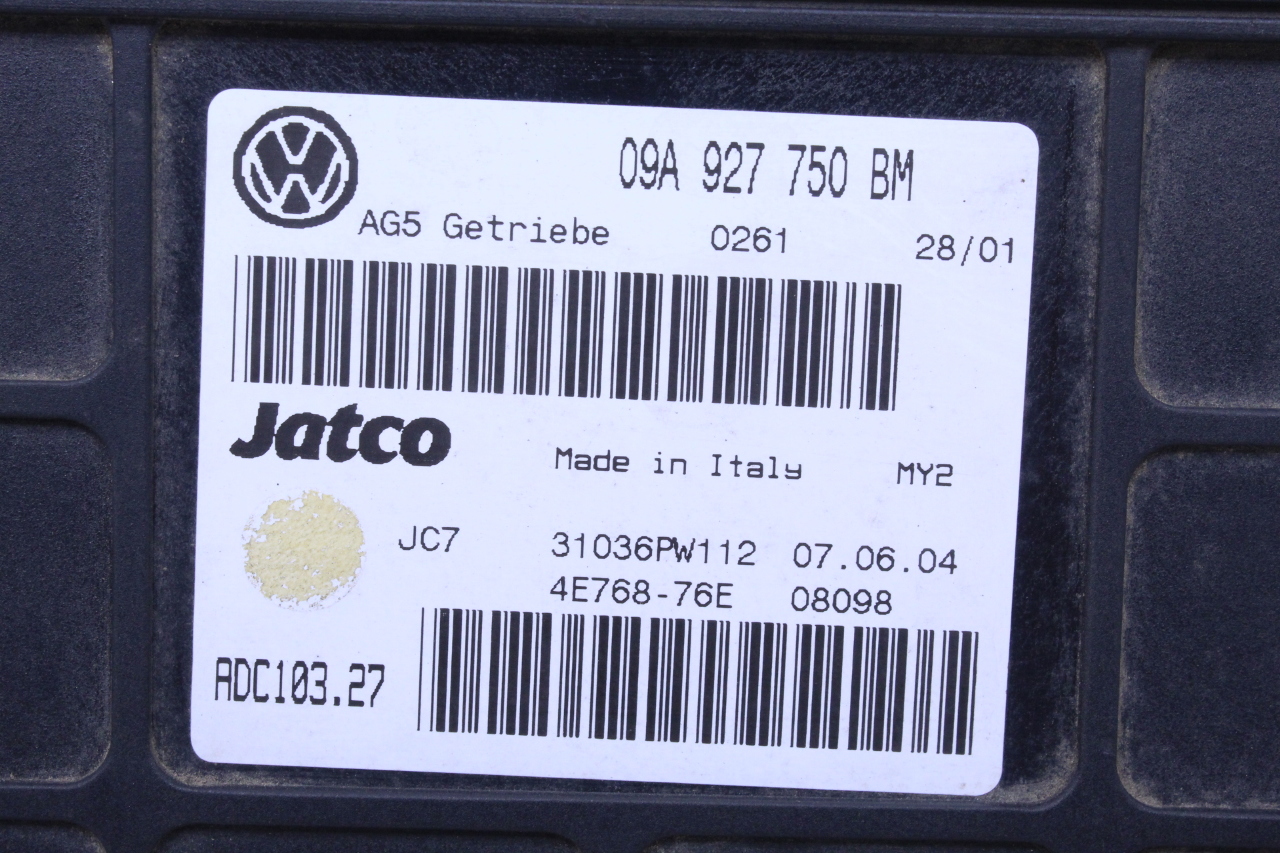 09A 927 750 BM
AG5 Getriebe 0261 28/01
Jatco
Made in Italy MY2
JC7 31036PW112 07.06.04
4E768-76E 08098
ADC103.27